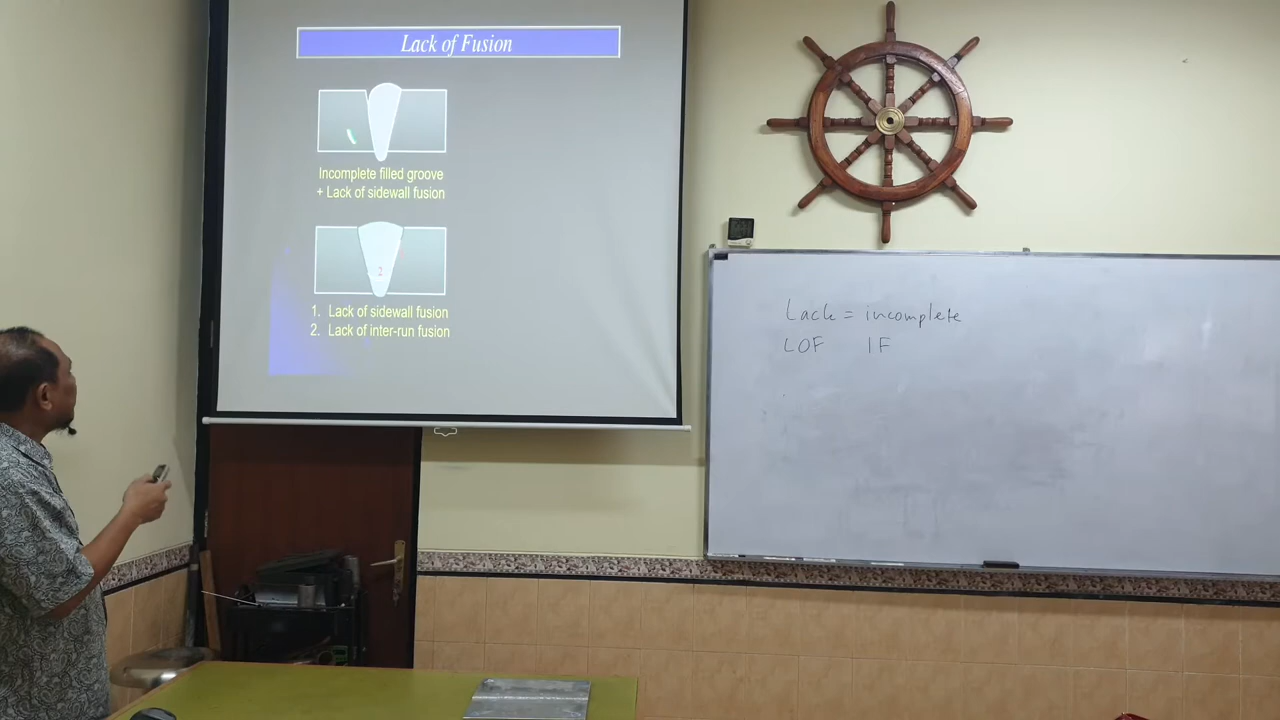 Lack of Fusion
Incomplete filled groove
+ Lack of sidewall fusion
2
1. Lack of sidewall fusion
2. Lack of inter-run fusion
Lack = incomplete
LOF IF